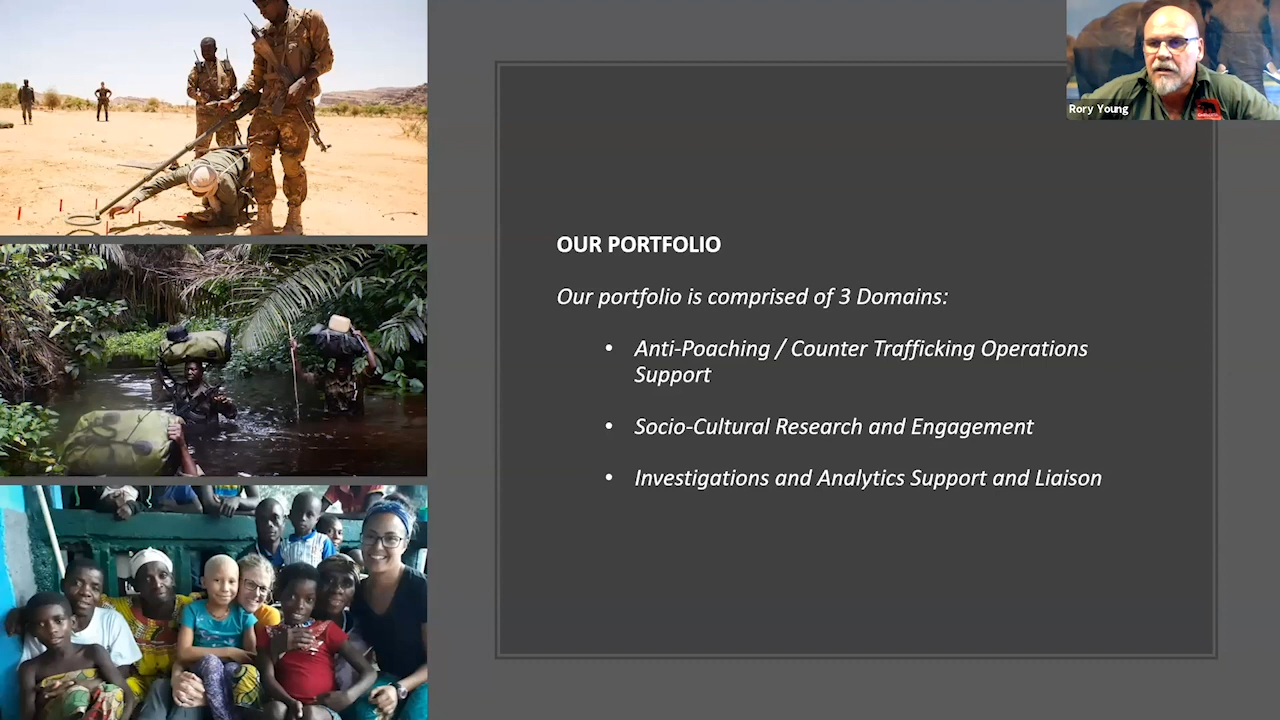 Rory Young
OUR PORTFOLIO
Our portfolio is comprised of 3 Domains:
• Anti-Poaching / Counter Trafficking Operations
Support
• Socio-Cultural Research and Engagement
• Investigations and Analytics Support and Liaison